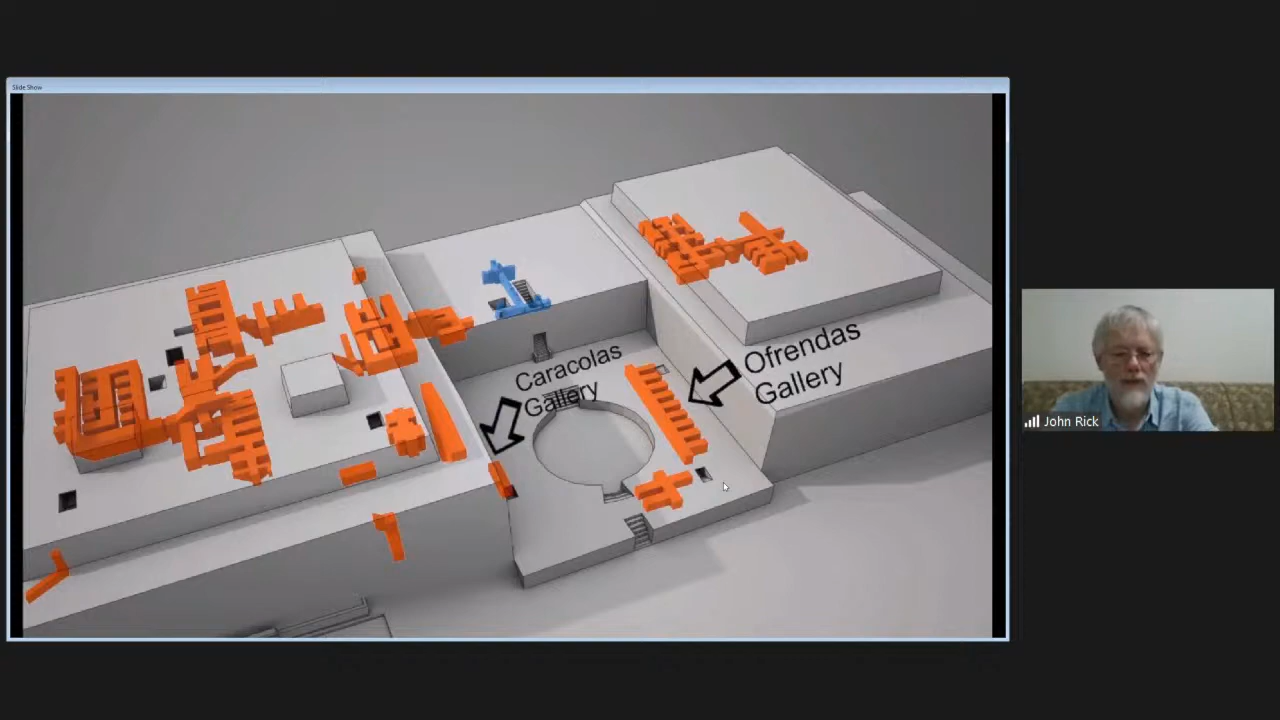 Slide Show
Caracolas
Gallery
Ofrendas
Gallery
John Rick